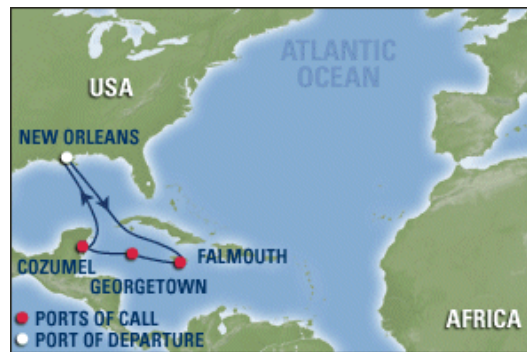 ATLANTIC
OCEAN
USA
NEW ORLEANS
FALMOUTH
COZUMEL
GEORGETOWN
PORTS OF CALL
AFRICA
PORT OF DEPARTURE